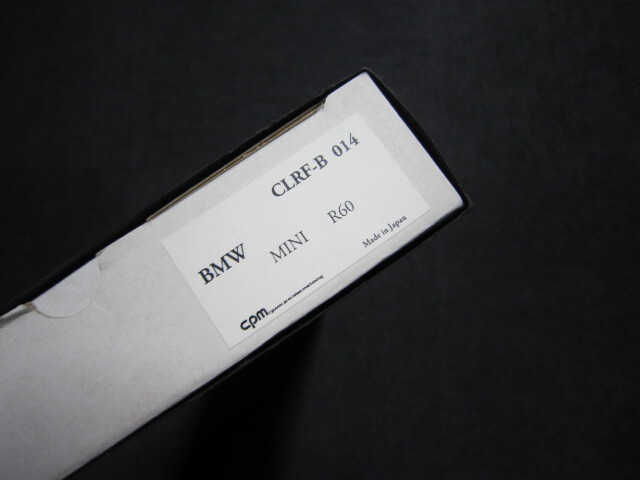 CLRF-B 014
BMW MINI R60
Made in Japan
cpm